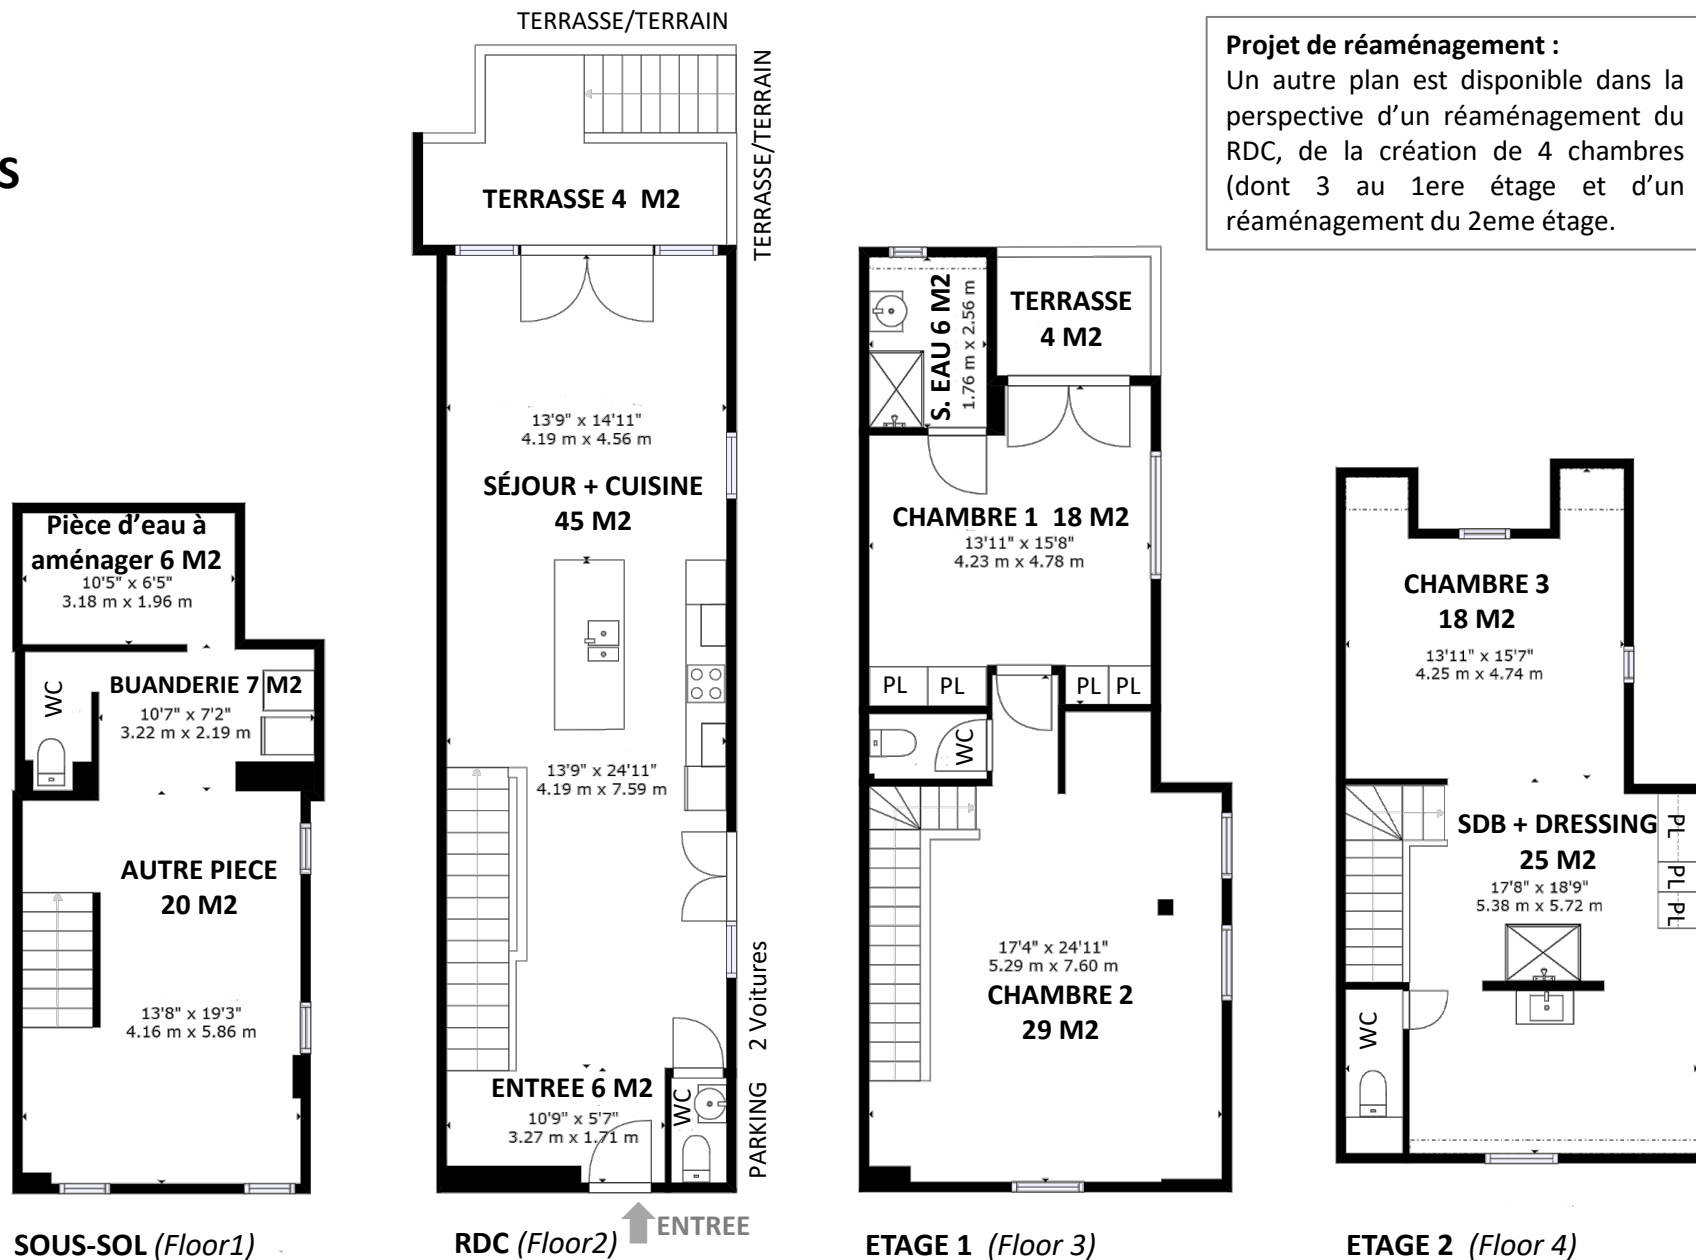 S
Projet de réaménagement :
Un autre plan est disponible dans la
perspective d’un réaménagement du
RDC, de la création de 4 chambres
(dont 3 au 1ere étage et d’un
réaménagement du 2eme étage.
Pièce d’eau à
aménager 6 M2
10'5" x 6'5"
3.18 m x 1.96 m
WC
BUANDERIE 7 M2
10'7" x 7'2"
3.22 m x 2.19 m
AUTRE PIECE
20 M2
13'8" x 19'3"
4.16 m x 5.86 m
SOUS-SOL (Floor1)
TERRASSE/TERRAIN
TERRASSE/TERRAIN
TERRASSE 4 M2
13'9" x 14'11"
4.19 m x 4.56 m
SÉJOUR + CUISINE
45 M2
13'9" x 24'11"
4.19 m x 7.59 m
PARKING 2 Voitures
ENTREE 6 M2
10'9" x 5'7"
3.27 m x 1.71 m
WC
ENTREE
RDC (Floor2)
S. EAU 6 M2
1.76 m x 2.56 m
TERRASSE
4 M2
CHAMBRE 1 18 M2
13'11" x 15'8"
4.23 m x 4.78 m
PL PL PL PL
WC
17'4" x 24'11"
5.29 m x 7.60 m
CHAMBRE 2
29 M2
ETAGE 1 (Floor 3)
CHAMBRE 3
18 M2
13'11" x 15'7"
4.25 m x 4.74 m
SDB + DRESSING
25 M2
17'8" x 18'9"
5.38 m x 5.72 m
PL
PL
PL
WC
ETAGE 2 (Floor 4)